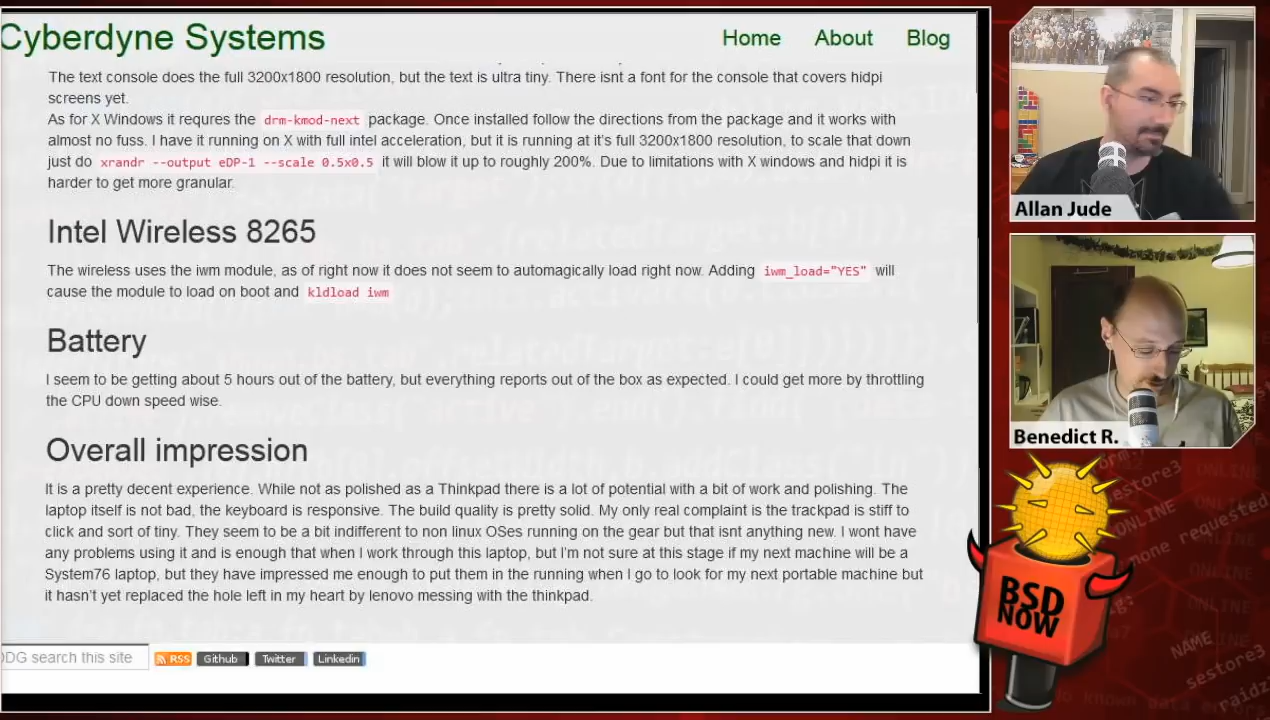 Cyberdyne Systems
Home About Blog
The text console does the full 3200x1800 resolution, but the text is ultra tiny. There isnt a font for the console that covers hidpi
screens yet.
As for X Windows it requres the drm-kmod-next package. Once installed follow the directions from the package and it works with
almost no fuss. I have it running on X with full intel acceleration, but it is running at it's full 3200x1800 resolution, to scale that down
just do xrandr --output eDP-1 --scale 0.5x0.5 it will blow it up to roughly 200%. Due to limitations with X windows and hidpi it is
harder to get more granular.
Intel Wireless 8265
The wireless uses the iwm module, as of right now it does not seem to automagically load right now. Adding iwm_load="YES" will
cause the module to load on boot and kldload iwm
Battery
I seem to be getting about 5 hours out of the battery, but everything reports out of the box as expected. I could get more by throttling
the CPU down speed wise.
Overall impression
It is a pretty decent experience. While not as polished as a Thinkpad there is a lot of potential with a bit of work and polishing. The
laptop itself is not bad, the keyboard is responsive. The build quality is pretty solid. My only real complaint is the trackpad is stiff to
click and sort of tiny. They seem to be a bit indifferent to non linux OSes running on the gear but that isnt anything new. I wont have
any problems using it and is enough that when I work through this laptop, but I'm not sure at this stage if my next machine will be a
System76 laptop, but they have impressed me enough to put them in the running when I go to look for my next portable machine but
it hasn't yet replaced the hole left in my heart by lenovo messing with the thinkpad.
DDG search this site
RSS Github Twitter Linkedin
Allan Jude
Benedict R.
BSD
NOW
ONLINE
ONLINE
NAME